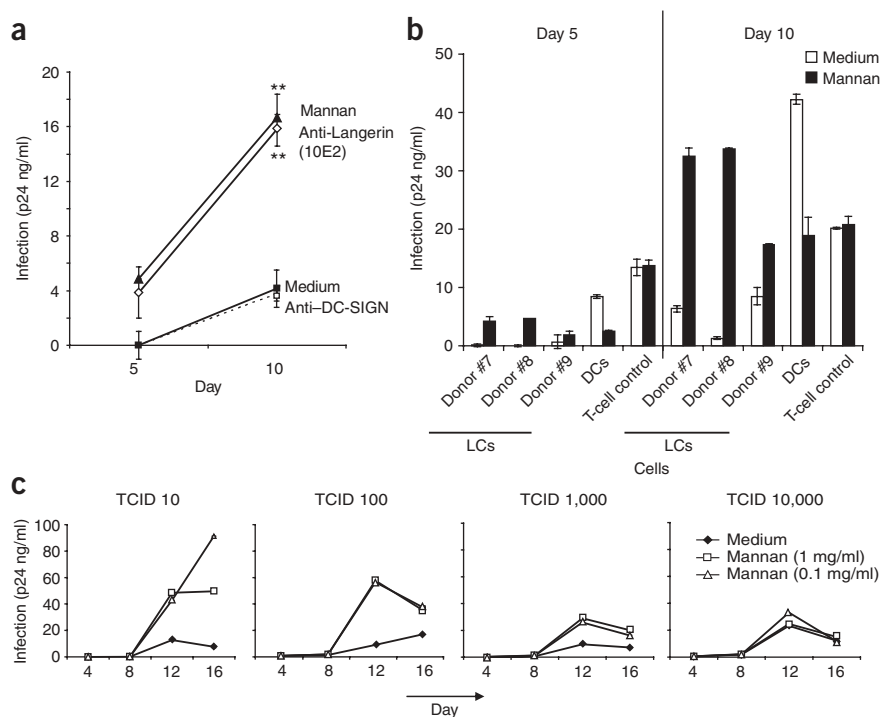 a
Infection (p24 ng/ml)
20
16
12
8
4
0
5
10
Day
**
Mannan
Anti-Langerin
(10E2)
**
Medium
Anti–DC-SIGN
b
Day 5
Day 10
Medium
Mannan
Infection (p24 ng/ml)
50
40
30
20
10
0
Donor #7
Donor #8
Donor #9
DCs
T-cell control
Donor #7
Donor #8
Donor #9
DCs
T-cell control
LCs
LCs
Cells
c
TCID 10
TCID 100
TCID 1,000
TCID 10,000
Infection (p24 ng/ml)
100
80
60
40
20
0
Medium
Mannan (1 mg/ml)
Mannan (0.1 mg/ml)
4 8 12 16
4 8 12 16
4 8 12 16
4 8 12 16
Day